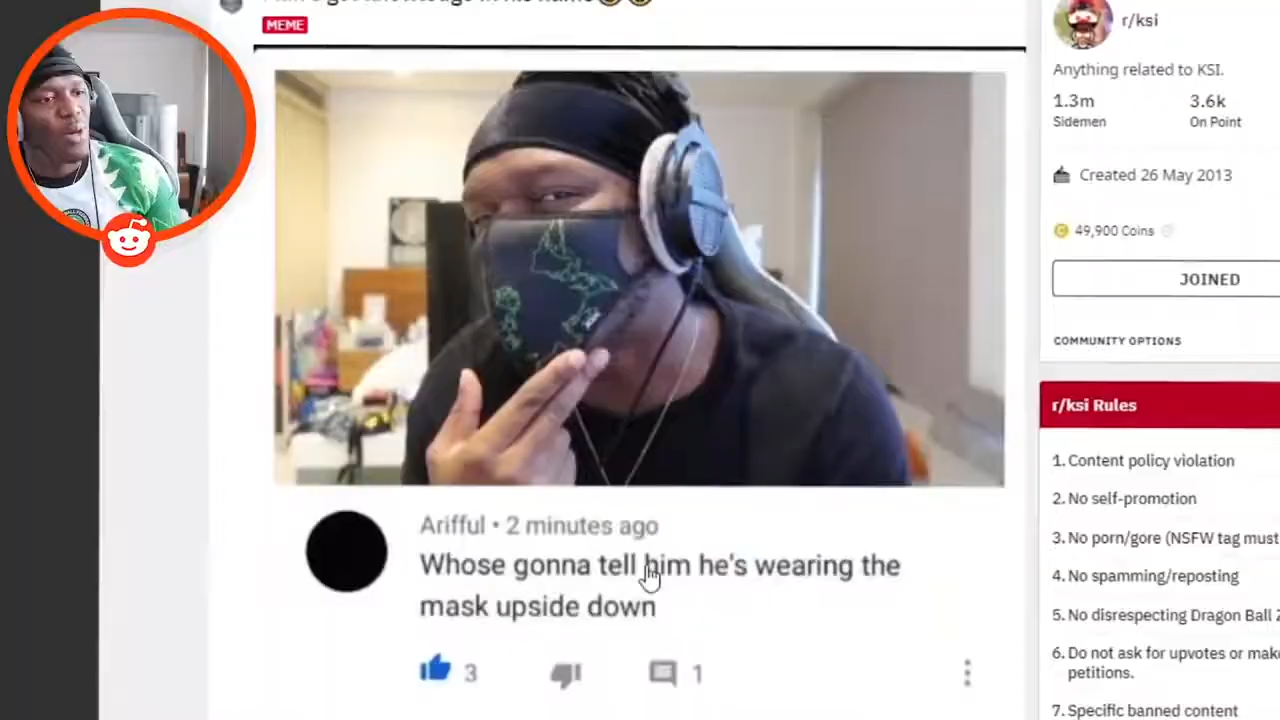 MEME
Ariffful • 2 minutes ago
Whose gonna tell him he's wearing the
mask upside down
3
1
r/ksi
Anything related to KSI.
1.3m
3.6k
Sidemen
On Point
Created 26 May 2013
49,900 Coins
JOINED
COMMUNITY OPTIONS
r/ksi Rules
1. Content policy violation
2. No self-promotion
3. No porn/gore (NSFW tag must
4. No spamming/reposting
5. No disrespecting Dragon Ball Z
6. Do not ask for upvotes or make
petitions.
7. Specific banned content